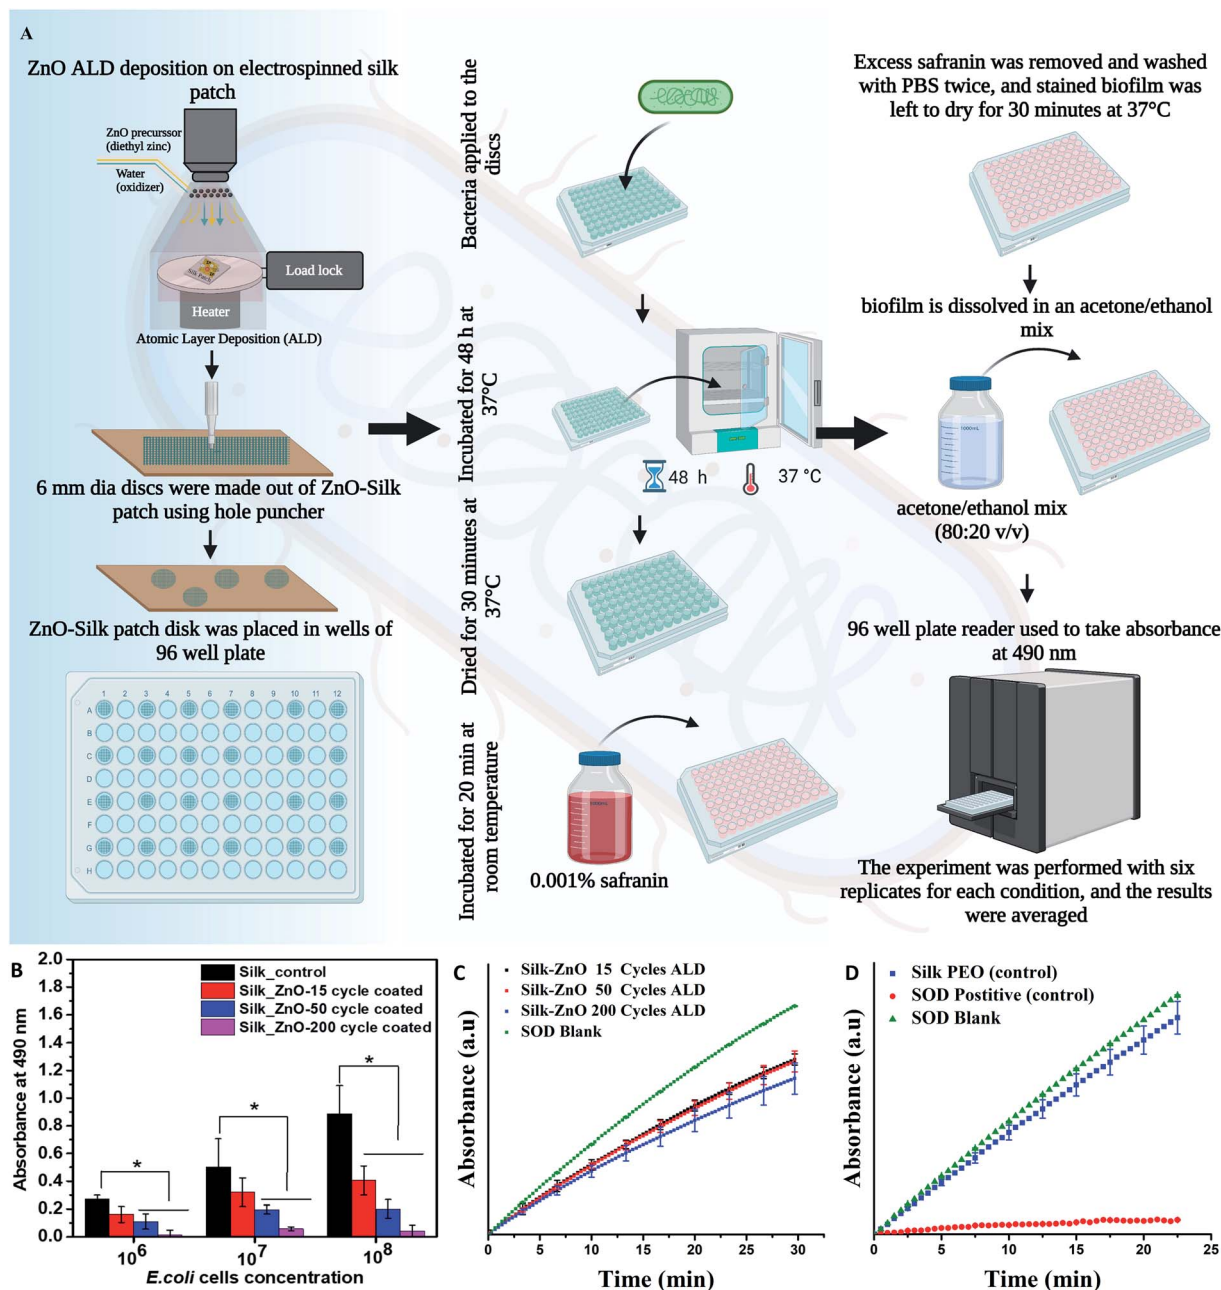 A
ZnO ALD deposition on electrospinned silk
patch
ZnO precurssor
(diethyl zinc)
Water
(oxidizer)
Silk Patch
Load lock
Heater
Atomic Layer Deposition (ALD)
6 mm dia discs were made out of ZnO-Silk
patch using hole puncher
ZnO-Silk patch disk was placed in wells of
96 well plate
1 2 3 4 5 6 7 8 9 10 11 12
A
B
C
D
E
F
G
H
Bacteria applied to the
discs
Incubated for 48 h at
37°C
48 h
37 °C
Dried for 30 minutes at
37°C
Incubated for 20 min at
room temperature
0.001% safranin
Excess safranin was removed and washed
with PBS twice, and stained biofilm was
left to dry for 30 minutes at 37°C
biofilm is dissolved in an acetone/ethanol
mix
1000mL
acetone/ethanol mix
(80:20 v/v)
96 well plate reader used to take absorbance
at 490 nm
The experiment was performed with six
replicates for each condition, and the results
were averaged
B
Absorbance at 490 nm
2.0
1.8
1.6
1.4
1.2
1.0
0.8
0.6
0.4
0.2
0.0
Silk_control
Silk_ZnO-15 cycle coated
Silk_ZnO-50 cycle coated
Silk_ZnO-200 cycle coated
* * *
10⁶ 10⁷ 10⁸
E.coli cells concentration
C
Absorbance (a.u)
Silk-ZnO 15 Cycles ALD
Silk-ZnO 50 Cycles ALD
Silk-ZnO 200 Cycles ALD
SOD Blank
0 5 10 15 20 25 30
Time (min)
D
Absorbance (a.u)
Silk PEO (control)
SOD Postitive (control)
SOD Blank
0 5 10 15 20 25
Time (min)